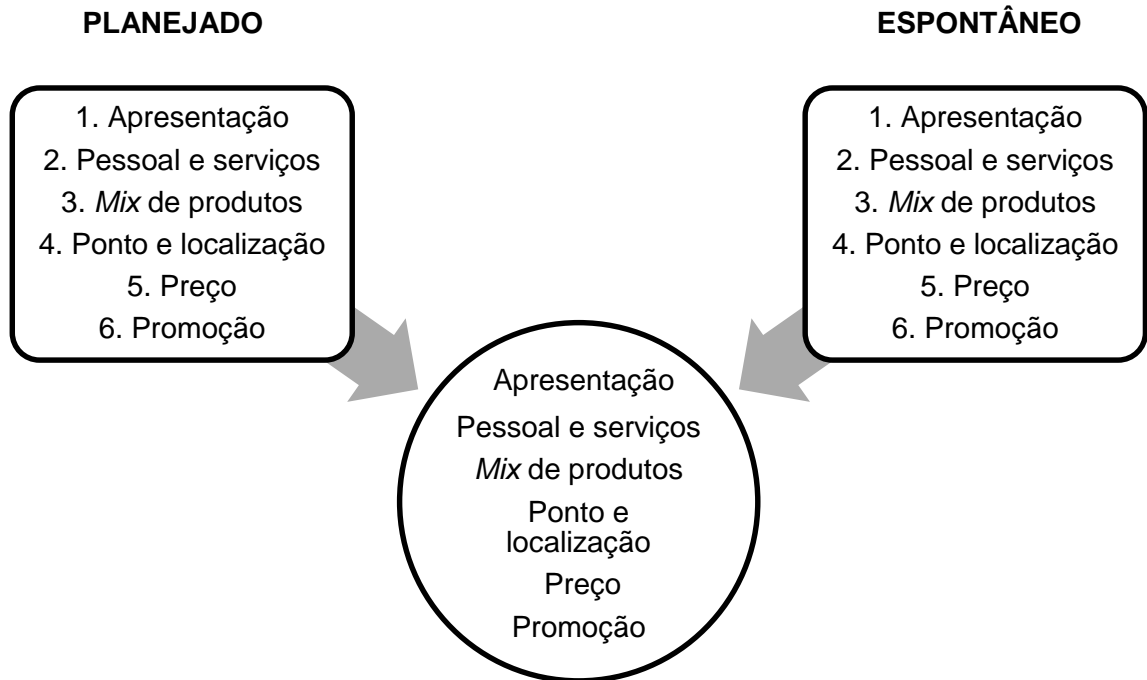 PLANEJADO
1. Apresentação
2. Pessoal e serviços
3. Mix de produtos
4. Ponto e localização
5. Preço
6. Promoção
ESPONTÂNEO
1. Apresentação
2. Pessoal e serviços
3. Mix de produtos
4. Ponto e localização
5. Preço
6. Promoção
Apresentação
Pessoal e serviços
Mix de produtos
Ponto e
localização
Preço
Promoção